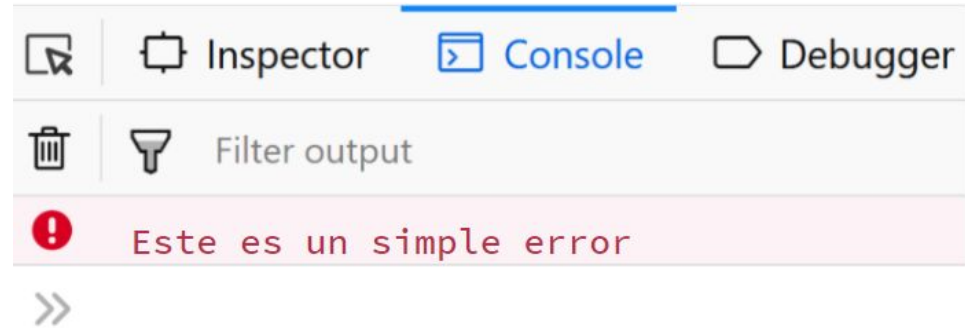 Inspector Console Debugger
Filter output
Este es un simple error